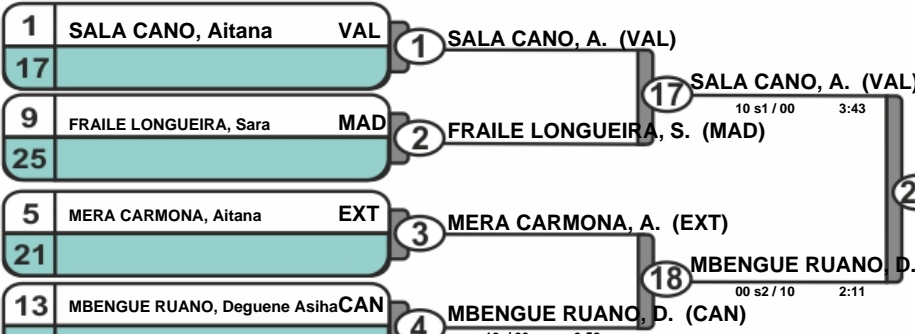 1 SALA CANO, Aitana VAL
17
1 SALA CANO, A. (VAL)
17 SALA CANO, A. (VAL)
10 s1 / 00 3:43
9 FRAILE LONGUEIRA, Sara MAD
25
2 FRAILE LONGUEIRA, S. (MAD)
5 MERA CARMONA, Aitana EXT
21
3 MERA CARMONA, A. (EXT)
18 MBENGUE RUANO, D.
00 s2 / 10 2:11
13 MBENGUE RUANO, Deguene Asiha CAN
4 MBENGUE RUANO, D. (CAN)